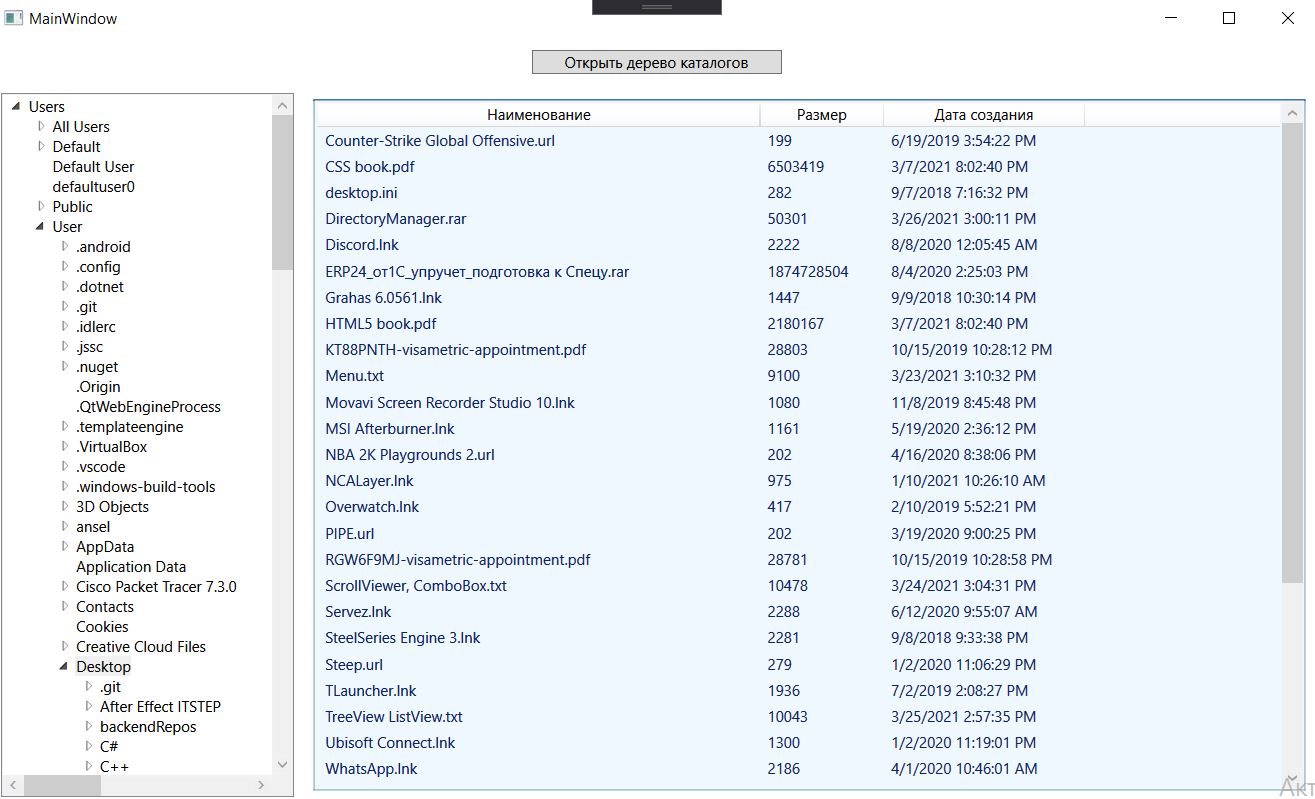 MainWindow
Открыть дерево каталогов
Users
All Users
Default
Default User
defaultuser0
Public
User
.android
.config
.dotnet
.git
.idlerc
.jssc
.nuget
.Origin
.QtWebEngineProcess
.templateengine
.VirtualBox
.vscode
.windows-build-tools
3D Objects
ansel
AppData
Application Data
Cisco Packet Tracer 7.3.0
Contacts
Cookies
Creative Cloud Files
Desktop
.git
After Effect ITSTEP
backendRepos
C#
C++
Наименование Размер Дата создания
Counter-Strike Global Offensive.url 199 6/19/2019 3:54:22 PM
CSS book.pdf 6503419 3/7/2021 8:02:40 PM
desktop.ini 282 9/7/2018 7:16:32 PM
DirectoryManager.rar 50301 3/26/2021 3:00:11 PM
Discord.lnk 2222 8/8/2020 12:05:45 AM
ERP24_от1С_упручет_подготовка к Спецу.rar 1874728504 8/4/2020 2:25:03 PM
Grahas 6.0561.lnk 1447 9/9/2018 10:30:14 PM
HTML5 book.pdf 2180167 3/7/2021 8:02:40 PM
KT88PNTH-visametric-appointment.pdf 28803 10/15/2019 10:28:12 PM
Menu.txt 9100 3/23/2021 3:10:32 PM
Movavi Screen Recorder Studio 10.lnk 1080 11/8/2019 8:45:48 PM
MSI Afterburner.lnk 1161 5/19/2020 2:36:12 PM
NBA 2K Playgrounds 2.url 202 4/16/2020 8:38:06 PM
NCALayer.lnk 975 1/10/2021 10:26:10 AM
Overwatch.lnk 417 2/10/2019 5:52:21 PM
PIPE.url 202 3/19/2020 9:00:25 PM
RGW6F9MJ-visametric-appointment.pdf 28781 10/15/2019 10:28:58 PM
ScrollViewer, ComboBox.txt 10478 3/24/2021 3:04:31 PM
Servez.lnk 2288 6/12/2020 9:55:07 AM
SteelSeries Engine 3.lnk 2281 9/8/2018 9:33:38 PM
Steep.url 279 1/2/2020 11:06:29 PM
TLauncher.lnk 1936 7/2/2019 2:08:27 PM
TreeView ListView.txt 10043 3/25/2021 2:57:35 PM
Ubisoft Connect.lnk 1300 1/2/2020 11:19:01 PM
WhatsApp.lnk 2186 4/1/2020 10:46:01 AM